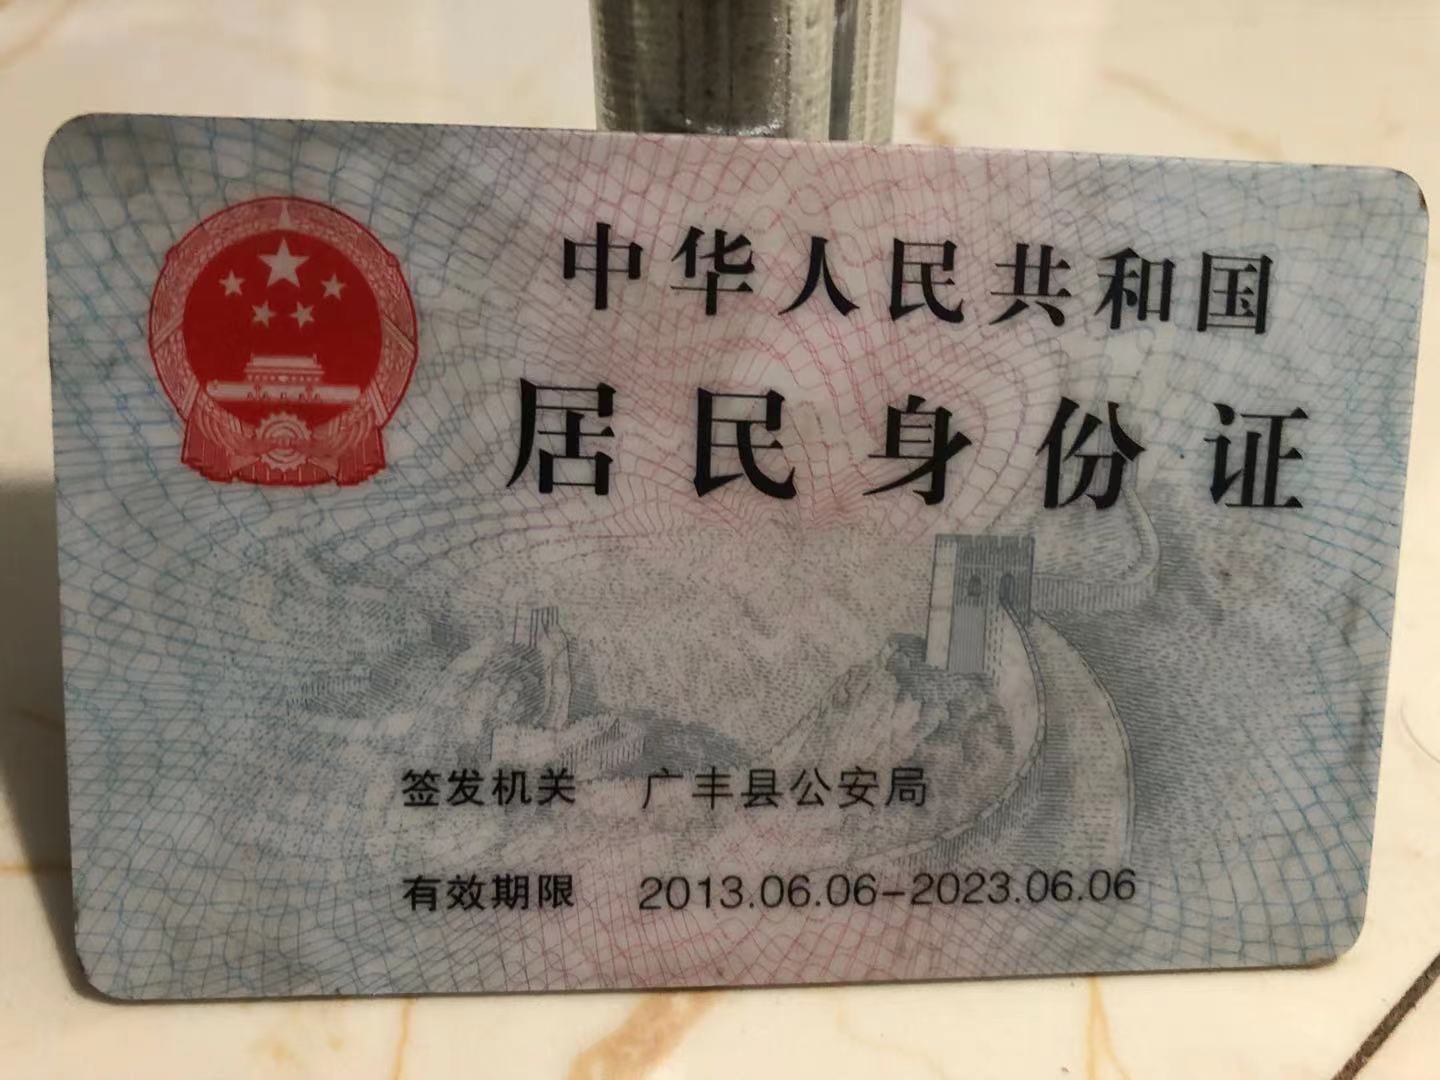 中华人民共和国
居民身份证
签发机关 广丰县公安局
有效期限 2013.06.06-2023.06.06